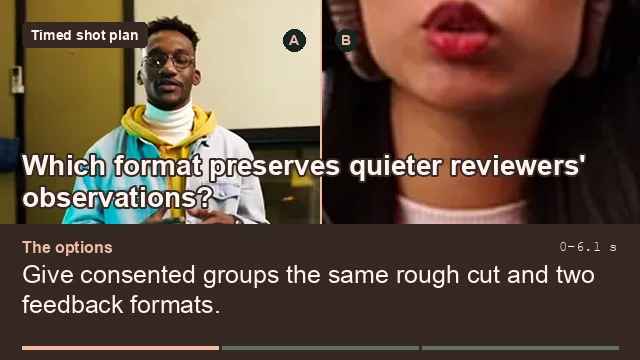 Timed shot plan
A
B
Which format preserves quieter reviewers'
observations?
The options
0–6.1 s
Give consented groups the same rough cut and two
feedback formats.